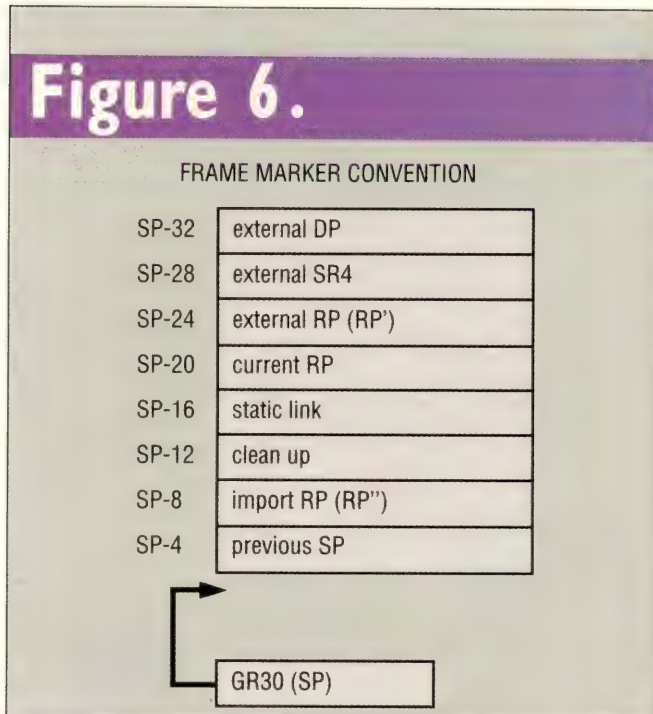 Figure 6.
FRAME MARKER CONVENTION
SP-32 external DP
SP-28 external SR4
SP-24 external RP (RP')
SP-20 current RP
SP-16 static link
SP-12 clean up
SP-8 import RP (RP'')
SP-4 previous SP
GR30 (SP)